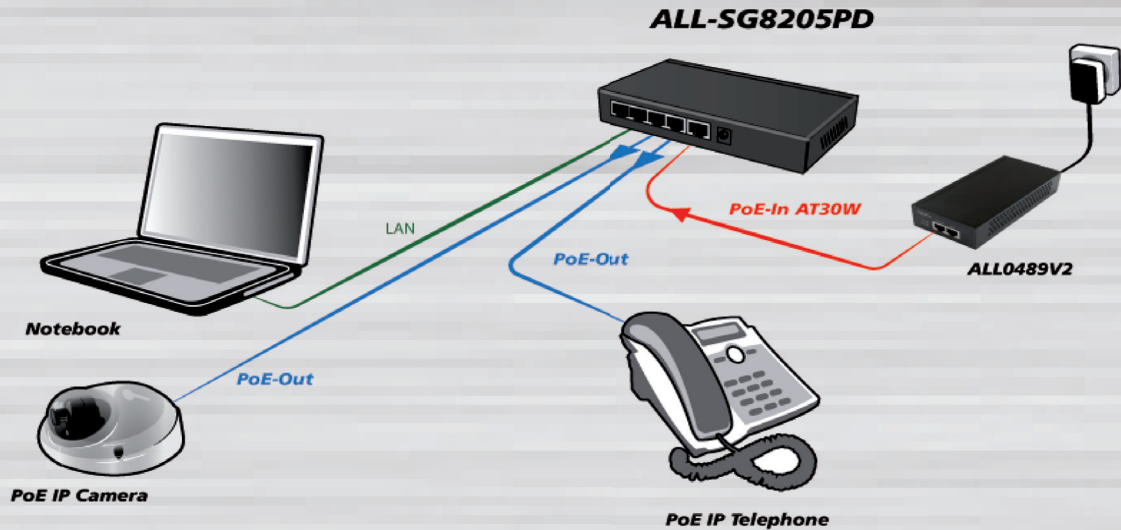 ALL-SG8205PD
LAN
PoE-In AT30W
PoE-Out
ALL0489V2
Notebook
PoE-Out
PoE IP Camera
PoE IP Telephone